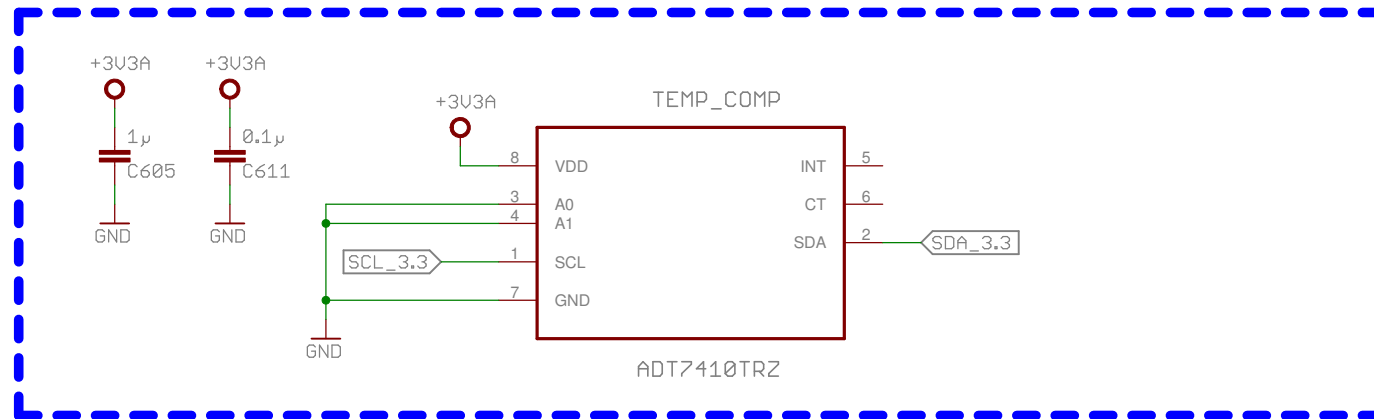 +3V3A
+3V3A
1µ
C605
GND
0.1µ
C611
GND
+3V3A
TEMP_COMP
8 VDD
3 A0
4 A1
SCL_3.3 1 SCL
7 GND
GND
INT 5
CT 6
SDA 2 SDA_3.3
ADT7410TRZ